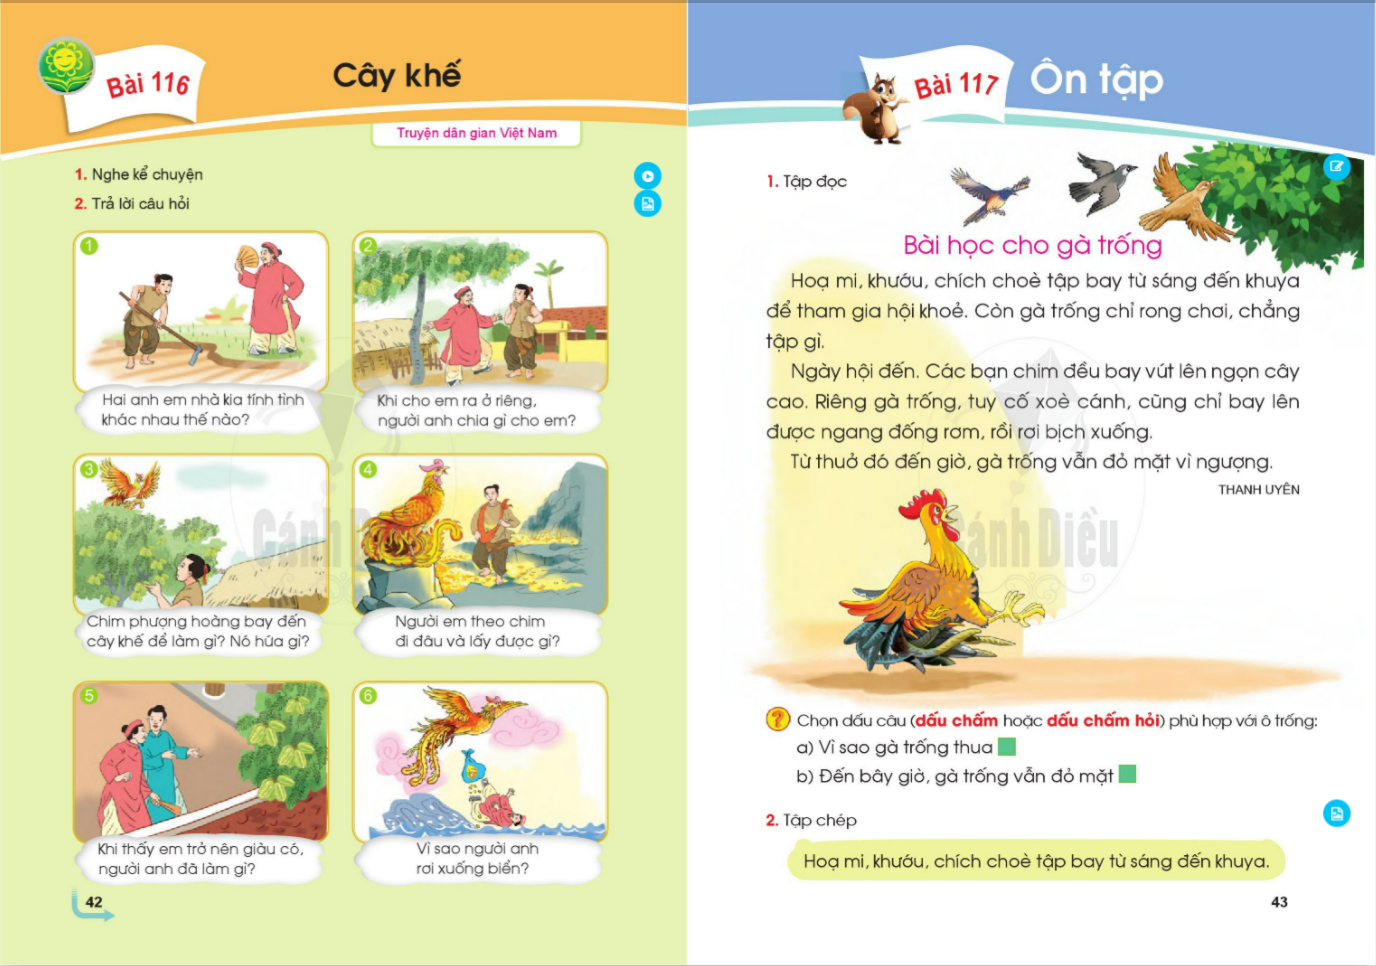 Bài 116
Cây khế
Truyện dân gian Việt Nam
1. Nghe kể chuyện
2. Trả lời câu hỏi
1
Hai anh em nhà kia tính tình
khác nhau thế nào?
2
Khi cho em ra ở riêng,
người anh chia gì cho em?
3
Chim phượng hoàng bay đến
cây khế để làm gì? Nó hứa gì?
4
Người em theo chim
đi đâu và lấy được gì?
5
Khi thấy em trở nên giàu có,
người anh đã làm gì?
6
Vì sao người anh
rơi xuống biển?
Cánh Diều
42
Bài 117
Ôn tập
1. Tập đọc
Bài học cho gà trống
Hoạ mi, khướu, chích choè tập bay từ sáng đến khuya
để tham gia hội khoẻ. Còn gà trống chỉ rong chơi, chẳng
tập gì.
Ngày hội đến. Các bạn chim đều bay vút lên ngọn cây
cao. Riêng gà trống, tuy cố xoè cánh, cũng chỉ bay lên
được ngang đống rơm, rồi rơi bịch xuống.
Từ thuở đó đến giờ, gà trống vẫn đỏ mặt vì ngượng.
THANH UYÊN
Cánh Diều
? Chọn dấu câu (dấu chấm hoặc dấu chấm hỏi) phù hợp với ô trống:
a) Vì sao gà trống thua
b) Đến bây giờ, gà trống vẫn đỏ mặt
2. Tập chép
Hoạ mi, khướu, chích choè tập bay từ sáng đến khuya.
43